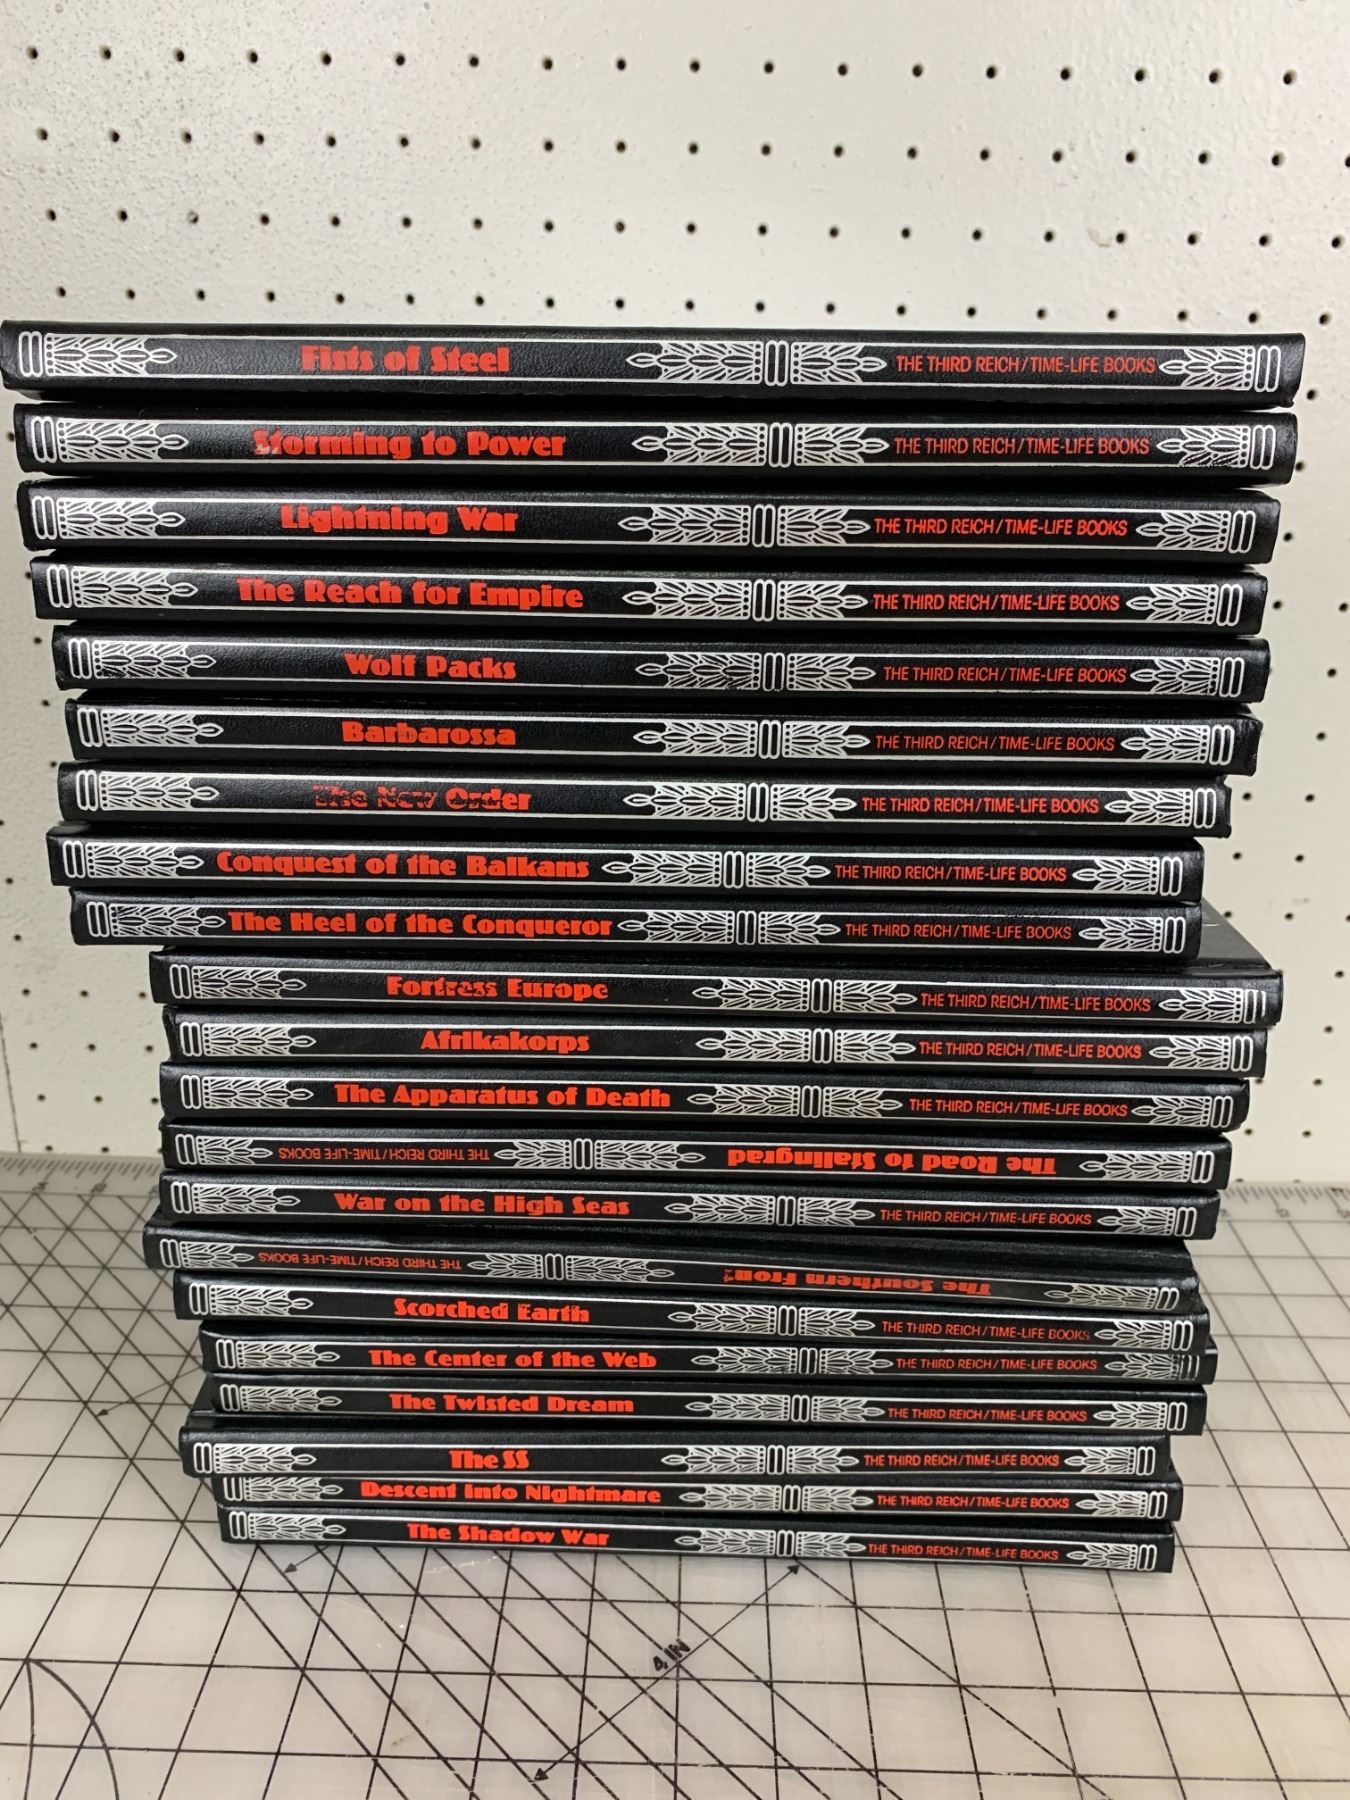 Fists of Steel THE THIRD REICH/TIME-LIFE BOOKS
Storming to Power THE THIRD REICH/TIME-LIFE BOOKS
Lightning War THE THIRD REICH/TIME-LIFE BOOKS
The Reach for Empire THE THIRD REICH/TIME-LIFE BOOKS
Wolf Packs THE THIRD REICH/TIME-LIFE BOOKS
Barbarossa THE THIRD REICH/TIME-LIFE BOOKS
The New Order THE THIRD REICH/TIME-LIFE BOOKS
Conquest of the Balkans THE THIRD REICH/TIME-LIFE BOOKS
The Heel of the Conqueror THE THIRD REICH/TIME-LIFE BOOKS
Fortress Europe THE THIRD REICH/TIME-LIFE BOOKS
Afrikakorps THE THIRD REICH/TIME-LIFE BOOKS
The Apparatus of Death THE THIRD REICH/TIME-LIFE BOOKS
The Road to Stalingrad THE THIRD REICH/TIME-LIFE BOOKS
War on the High Seas THE THIRD REICH/TIME-LIFE BOOKS
The Southern Front THE THIRD REICH/TIME-LIFE BOOKS
Scorched Earth THE THIRD REICH/TIME-LIFE BOOKS
The Center of the Web THE THIRD REICH/TIME-LIFE BOOKS
The Twisted Dream THE THIRD REICH/TIME-LIFE BOOKS
The SS THE THIRD REICH/TIME-LIFE BOOKS
Descent into Nightmare THE THIRD REICH/TIME-LIFE BOOKS
The Shadow War THE THIRD REICH/TIME-LIFE BOOKS
4 IN